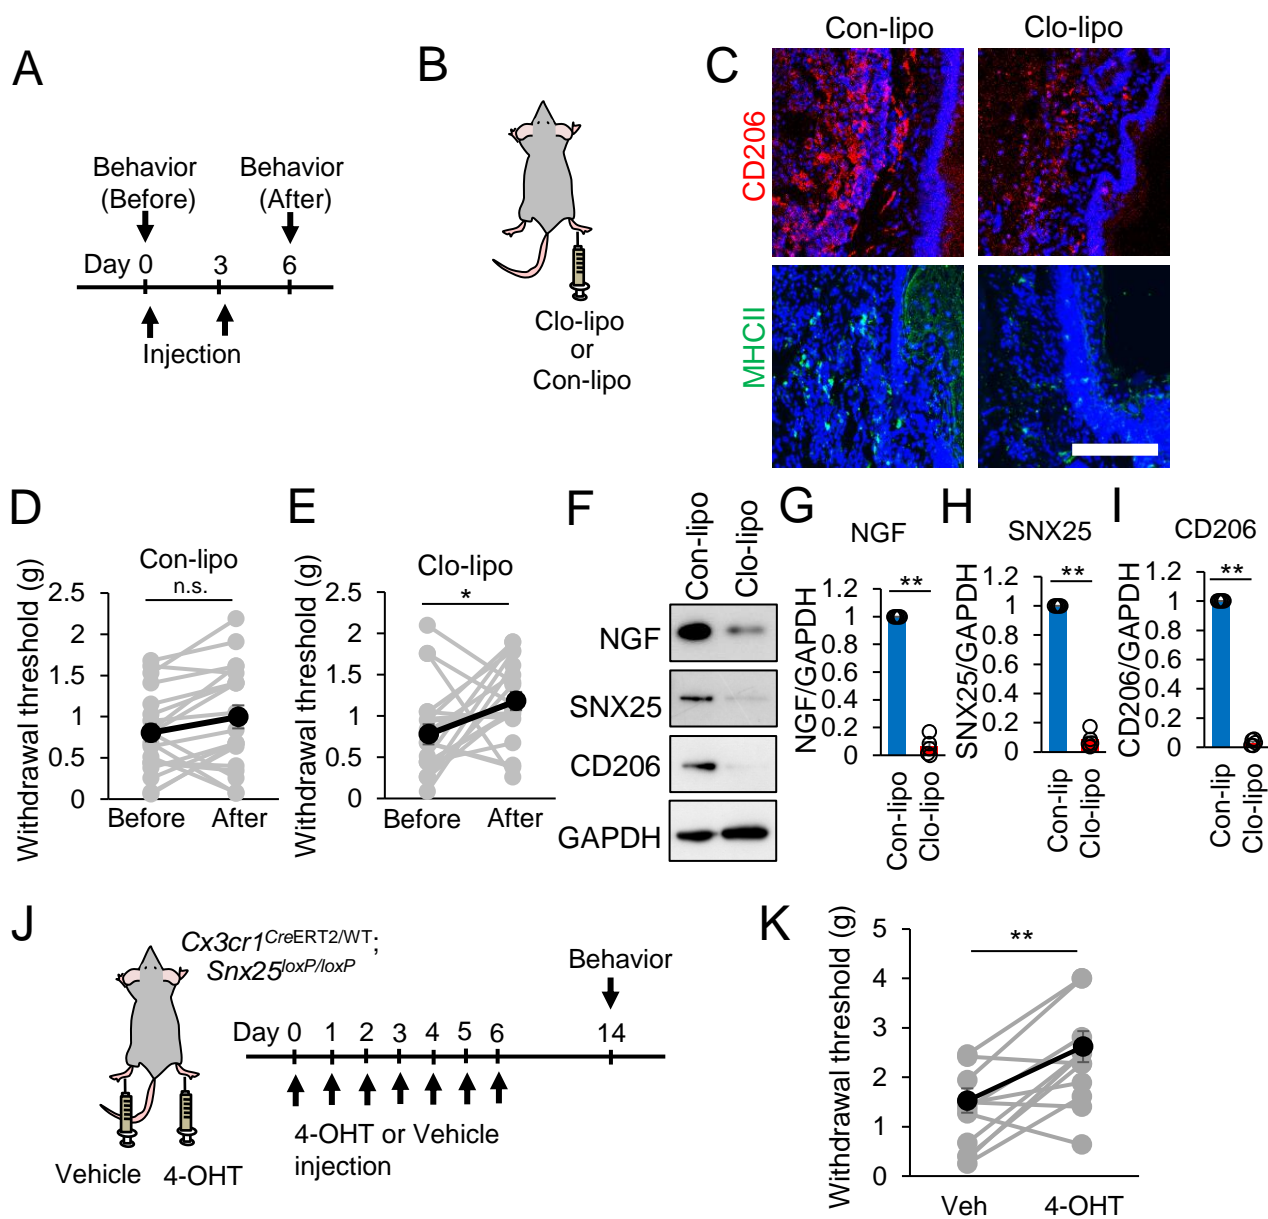 A
Behavior
(Before)
Behavior
(After)
Day 0 3 6
Injection
B
Clo-lipo
or
Con-lipo
C
Con-lipo
Clo-lipo
CD206
MHCII
D
Con-lipo
n.s.
Withdrawal threshold (g)
2.5
2
1.5
1
0.5
0
Before After
E
Clo-lipo
*
Withdrawal threshold (g)
2.5
2
1.5
1
0.5
0
Before After
F
Con-lipo
Clo-lipo
NGF
SNX25
CD206
GAPDH
G
NGF
**
NGF/GAPDH
1.2
1
0.8
0.6
0.4
0.2
0
Con-lipo
Clo-lipo
H
SNX25
**
SNX25/GAPDH
1.2
1
0.8
0.6
0.4
0.2
0
Con-lip
Clo-lipo
I
CD206
**
CD206/GAPDH
1.2
1
0.8
0.6
0.4
0.2
0
Con-lip
Clo-lipo
J
Cx3cr1CreERT2/WT;
Snx25loxP/loxP
Behavior
Day 0 1 2 3 4 5 6 14
4-OHT or Vehicle
injection
Vehicle 4-OHT
K
**
Withdrawal threshold (g)
5
4
3
2
1
0
Veh 4-OHT